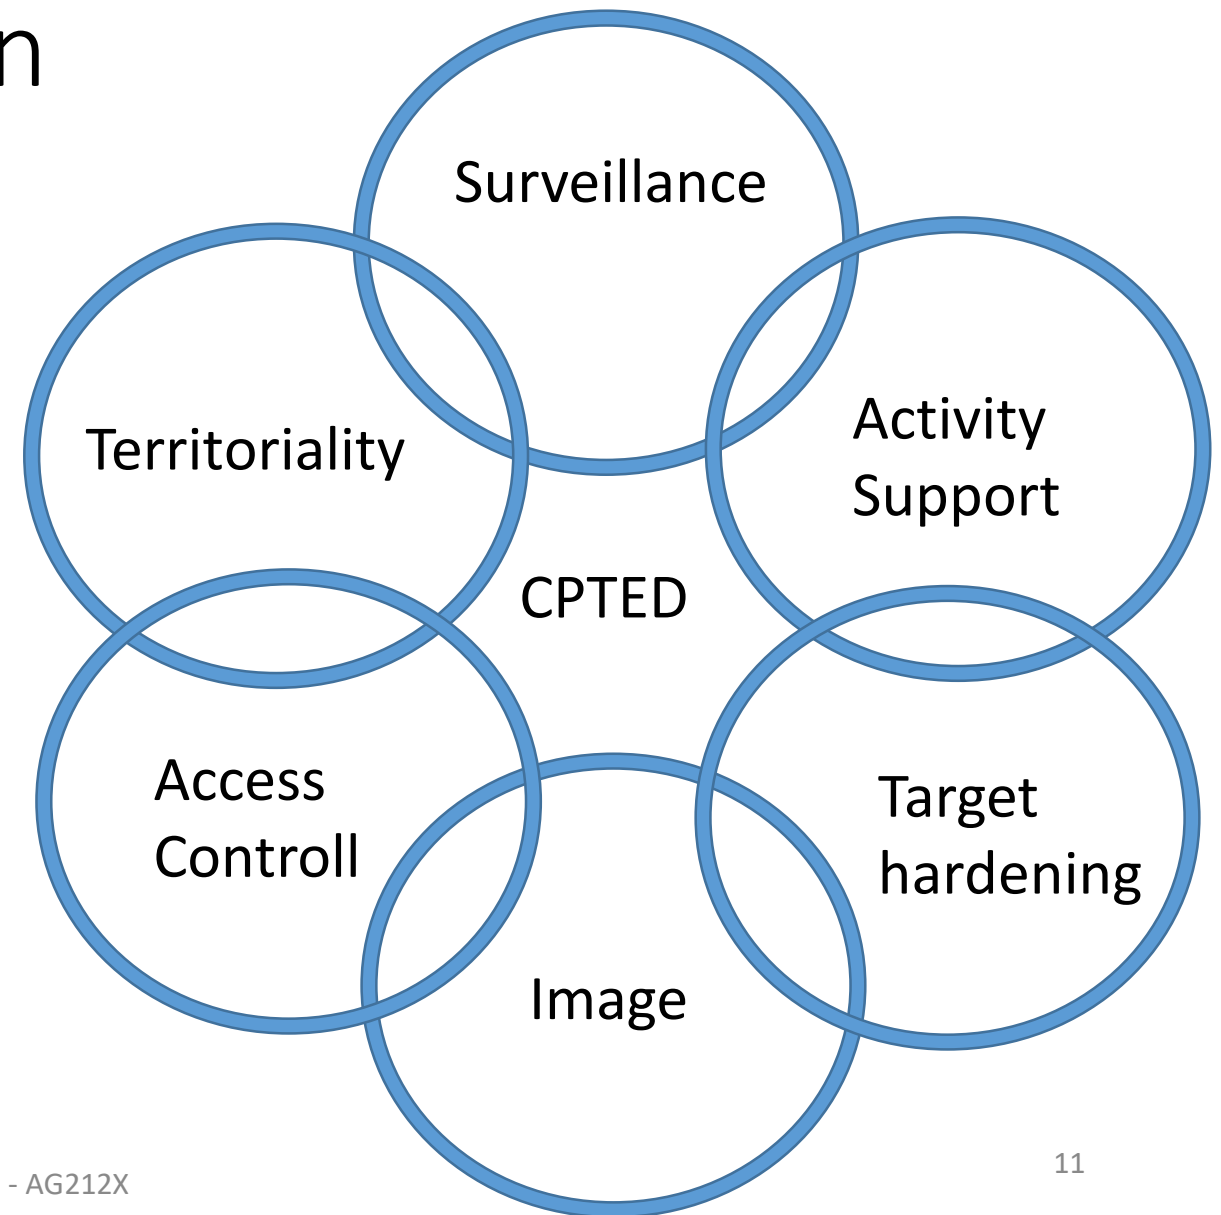 n
Surveillance
Territoriality
Activity
Support
CPTED
Access
Controll
Target
hardening
Image
- AG212X
11